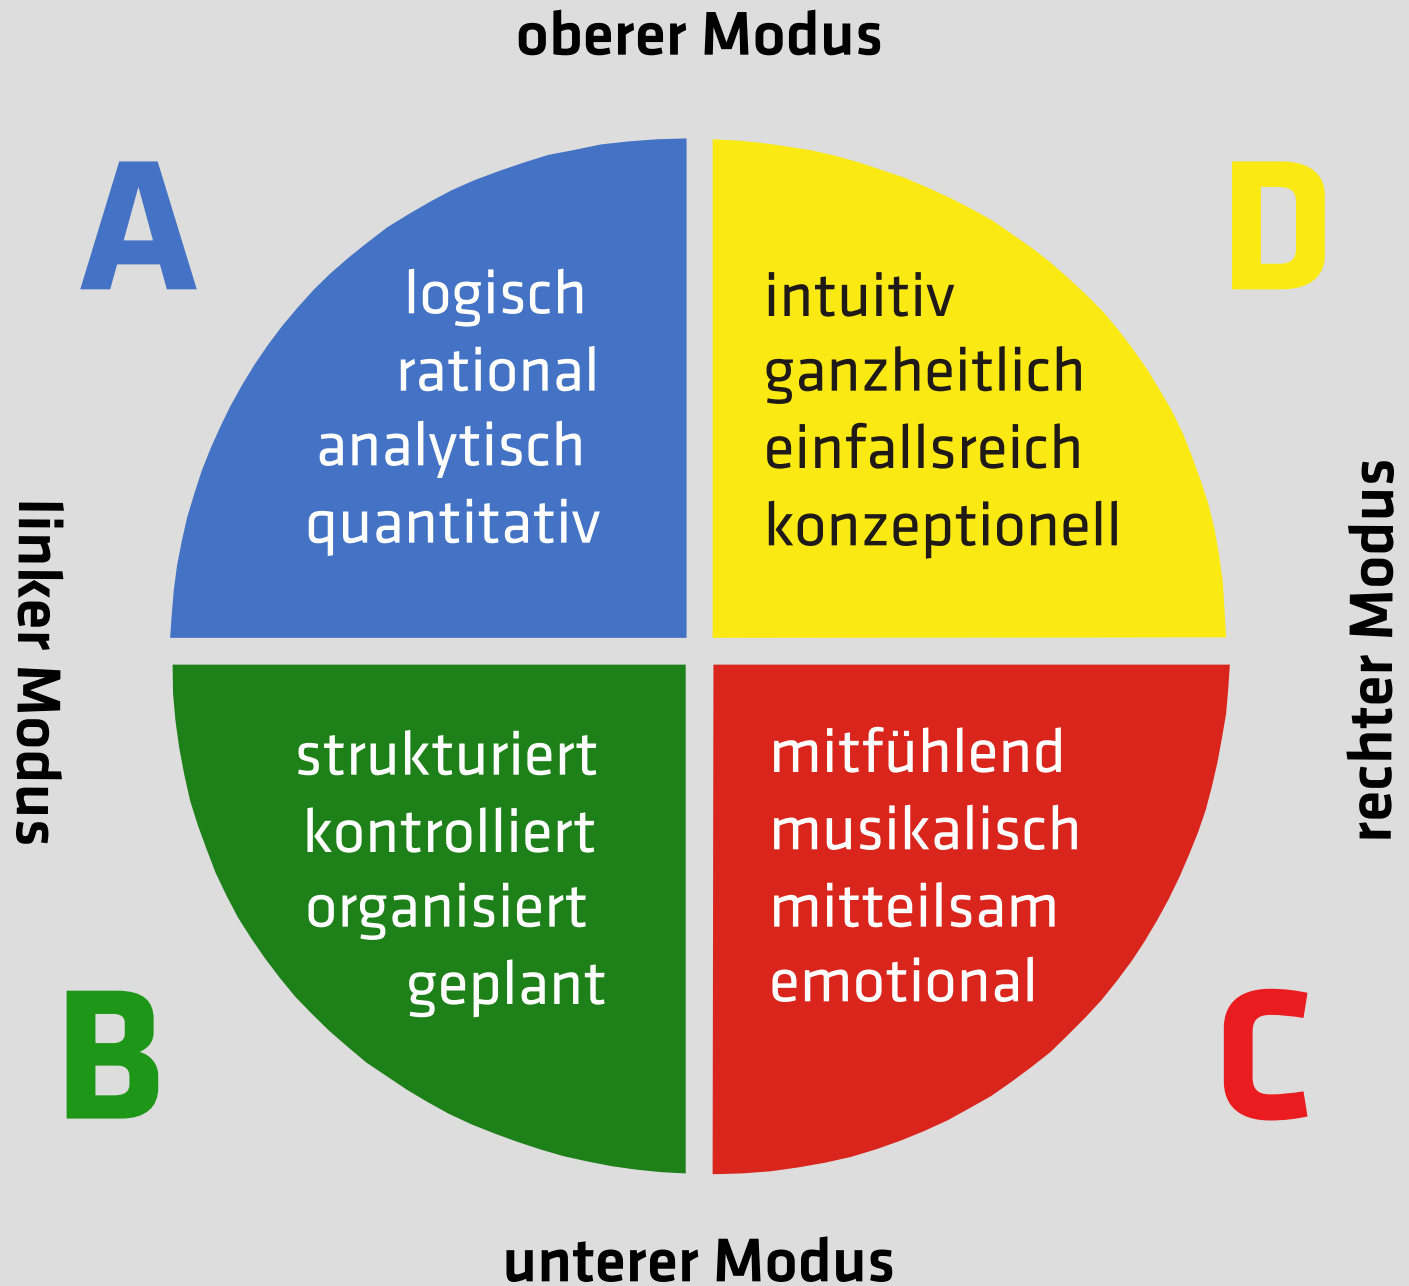 oberer Modus
A
D
logisch
rational
analytisch
quantitativ
intuitiv
ganzheitlich
einfallsreich
konzeptionell
linker Modus
rechter Modus
strukturiert
kontrolliert
organisiert
geplant
mitfühlend
musikalisch
mitteilsam
emotional
B
C
unterer Modus